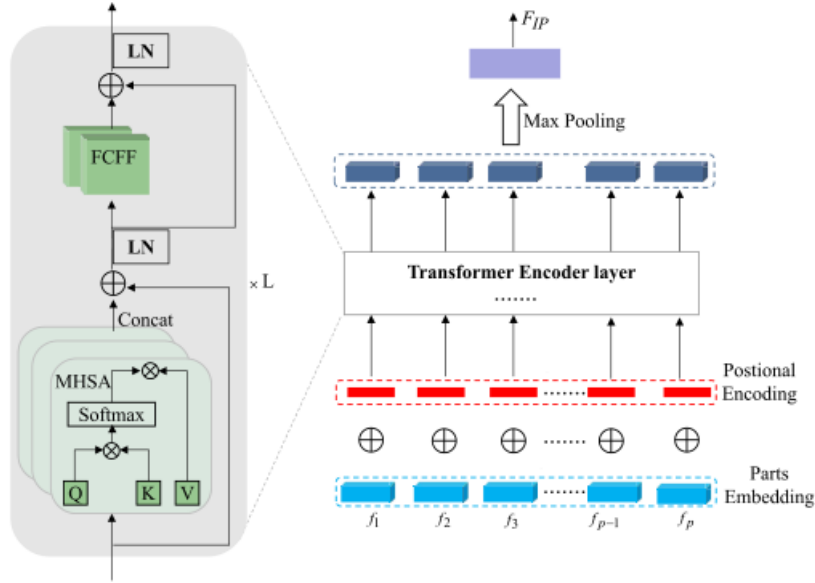 LN
FCFF
LN
× L
Concat
MHSA
Softmax
Q K V
F_IP
Max Pooling
Transformer Encoder layer
.......
Postional
Encoding
.......
.......
Parts
Embedding
.......
f_1 f_2 f_3 f_{p-1} f_p